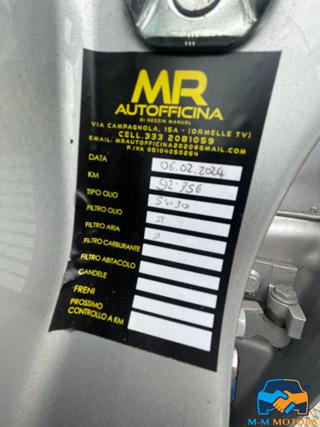 MR
AUTOFFICINA
DI REZZIN MANUEL
VIA CAMPAGNOLA, 15A - (ORMELLE TV)
CELL. 333 2081059
EMAIL: MRAUTOFFICINA2020@GMAIL.COM
P.IVA 05104050264
DATA 06.02.2024
KM 92'356
TIPO OLIO 5W30
FILTRO OLIO SI
FILTRO ARIA
FILTRO CARBURANTE
FILTRO ABITACOLO
CANDELE
FRENI
PROSSIMO
CONTROLLO A KM
M-M MOTORS